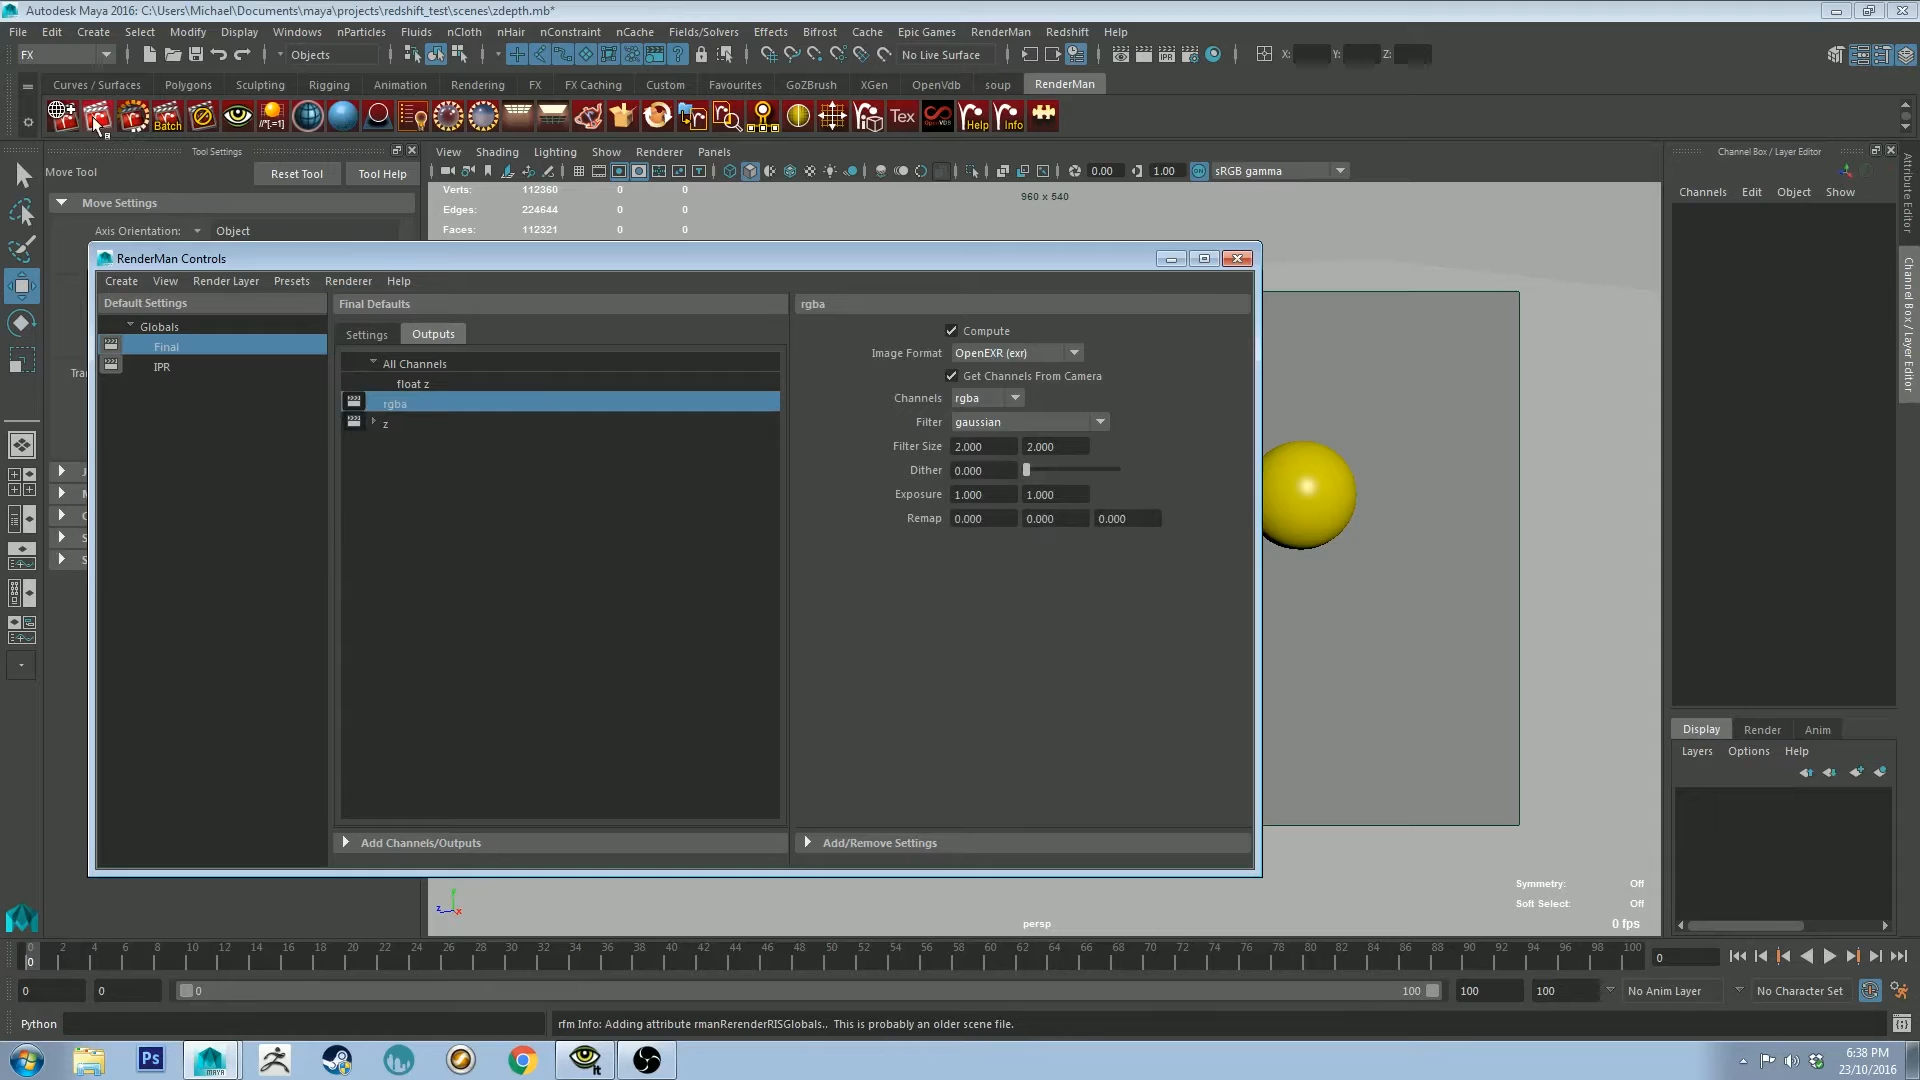 Autodesk Maya 2016: C:\Users\Michael\Documents\maya\projects\redshift_test\scenes\zdepth.mb*
File Edit Create Select Modify Display Windows nParticles Fluids nCloth nHair nConstraint nCache Fields/Solvers Effects Bifrost Cache Epic Games RenderMan Redshift Help
FX Objects No Live Surface IPR X: Y: Z:
Curves / Surfaces Polygons Sculpting Rigging Animation Rendering FX FX Caching Custom Favourites GoZBrush XGen OpenVdb soup RenderMan
Batch //*[=1] Tex Help Info
Tool Settings
Move Tool Reset Tool Tool Help
Move Settings
Axis Orientation: Object
View Shading Lighting Show Renderer Panels
0.00 1.00 sRGB gamma
Verts: 112360 0 0
Edges: 224644 0 0
Faces: 112321 0 0
960 x 540
Channel Box / Layer Editor
Channels Edit Object Show
Attribute Editor
Channel Box / Layer Editor
RenderMan Controls
Create View Render Layer Presets Renderer Help
Default Settings
Globals
Final
IPR
Final Defaults
Settings Outputs
All Channels
float z
rgba
z
Add Channels/Outputs
rgba
Compute
Image Format OpenEXR (exr)
Get Channels From Camera
Channels rgba
Filter gaussian
Filter Size 2.000 2.000
Dither 0.000
Exposure 1.000 1.000
Remap 0.000 0.000 0.000
Add/Remove Settings
Display Render Anim
Layers Options Help
Symmetry: Off
Soft Select: Off
0 fps
persp
0 2 4 6 8 10 12 14 16 18 20 22 24 26 28 30 32 34 36 38 40 42 44 46 48 50 52 54 56 58 60 62 64 66 68 70 72 74 76 78 80 82 84 86 88 90 92 94 96 98 100
0 0
0 0 0 100 100 100 No Anim Layer No Character Set
Python rfm Info: Adding attribute rmanRerenderRISGlobals.. This is probably an older scene file.
Ps MAYA it
6:38 PM
23/10/2016